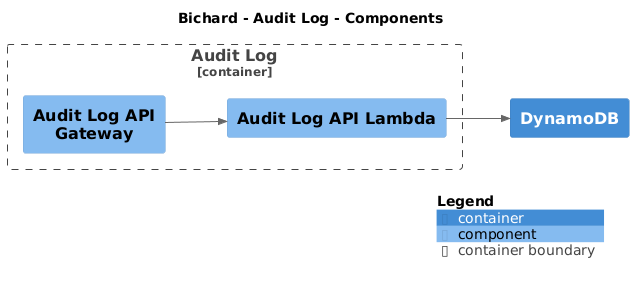 Bichard - Audit Log - Components
Audit Log
[container]
Audit Log API
Gateway
Audit Log API Lambda
DynamoDB
Legend
container
component
container boundary